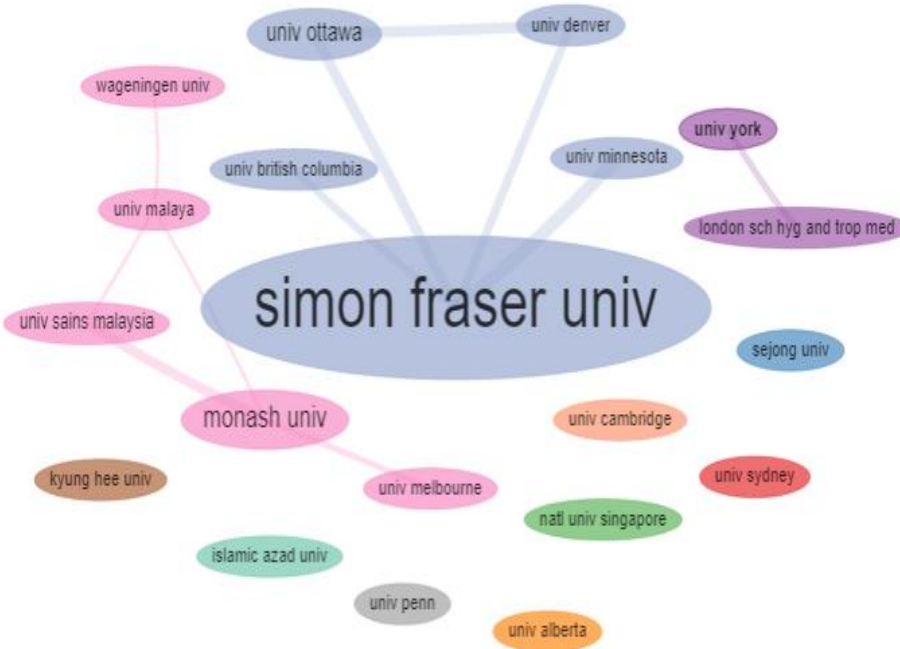 univ ottawa
univ denver
wageningen univ
univ york
univ british columbia
univ minnesota
univ malaya
london sch hyg and trop med
simon fraser univ
univ sains malaysia
sejong univ
monash univ
univ cambridge
kyung hee univ
univ melbourne
univ sydney
natl univ singapore
islamic azad univ
univ penn
univ alberta